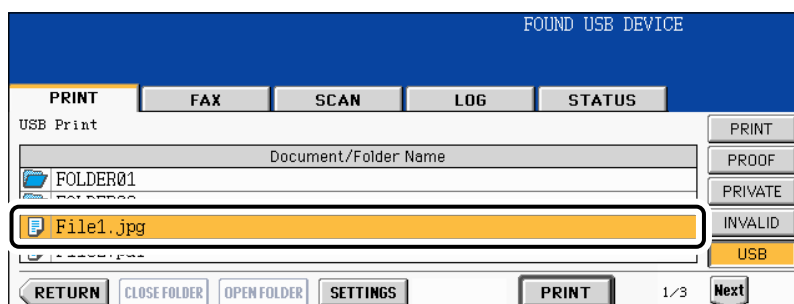 FOUND USB DEVICE
PRINT FAX SCAN LOG STATUS
USB Print
PRINT
Document/Folder Name
PROOF
FOLDER01
PRIVATE
File1.jpg
INVALID
USB
RETURN CLOSE FOLDER OPEN FOLDER SETTINGS PRINT 1/3 Next